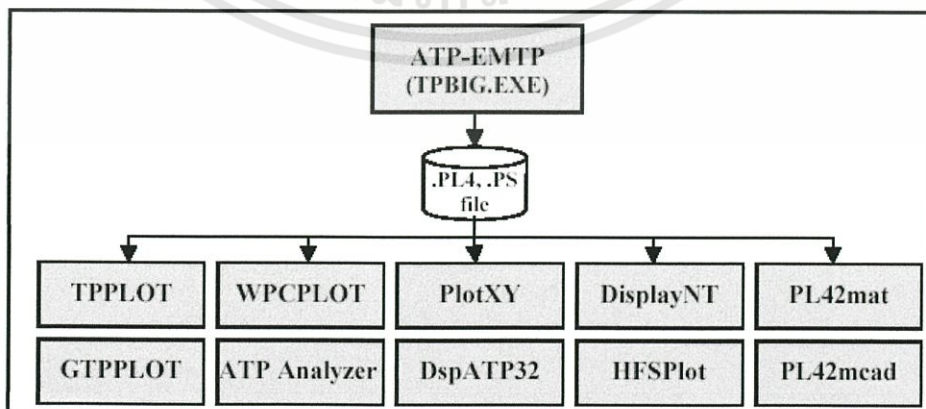 ATP-EMTP
(TPBIG.EXE)
.PL4, .PS
file
TPPLOT WPCPLOT PlotXY DisplayNT PL42mat
GTPPLOT ATP Analyzer DspATP32 HFSPlot PL42mcad